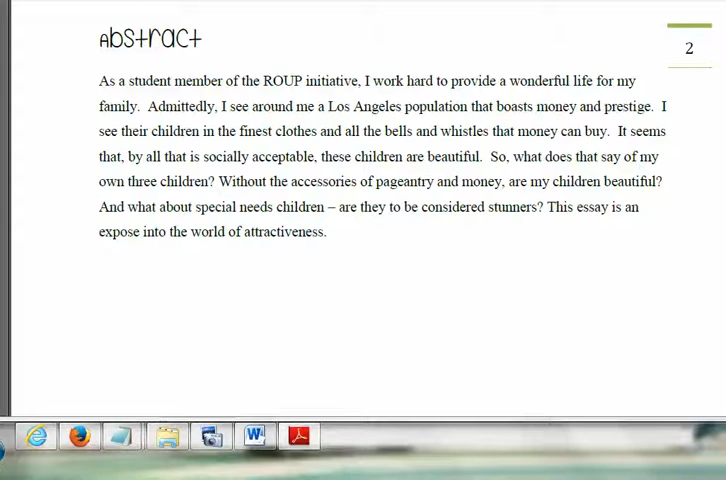 Abstract
2
As a student member of the ROUP initiative, I work hard to provide a wonderful life for my
family.  Admittedly, I see around me a Los Angeles population that boasts money and prestige.  I
see their children in the finest clothes and all the bells and whistles that money can buy.  It seems
that, by all that is socially acceptable, these children are beautiful.  So, what does that say of my
own three children? Without the accessories of pageantry and money, are my children beautiful?
And what about special needs children – are they to be considered stunners? This essay is an
expose into the world of attractiveness.